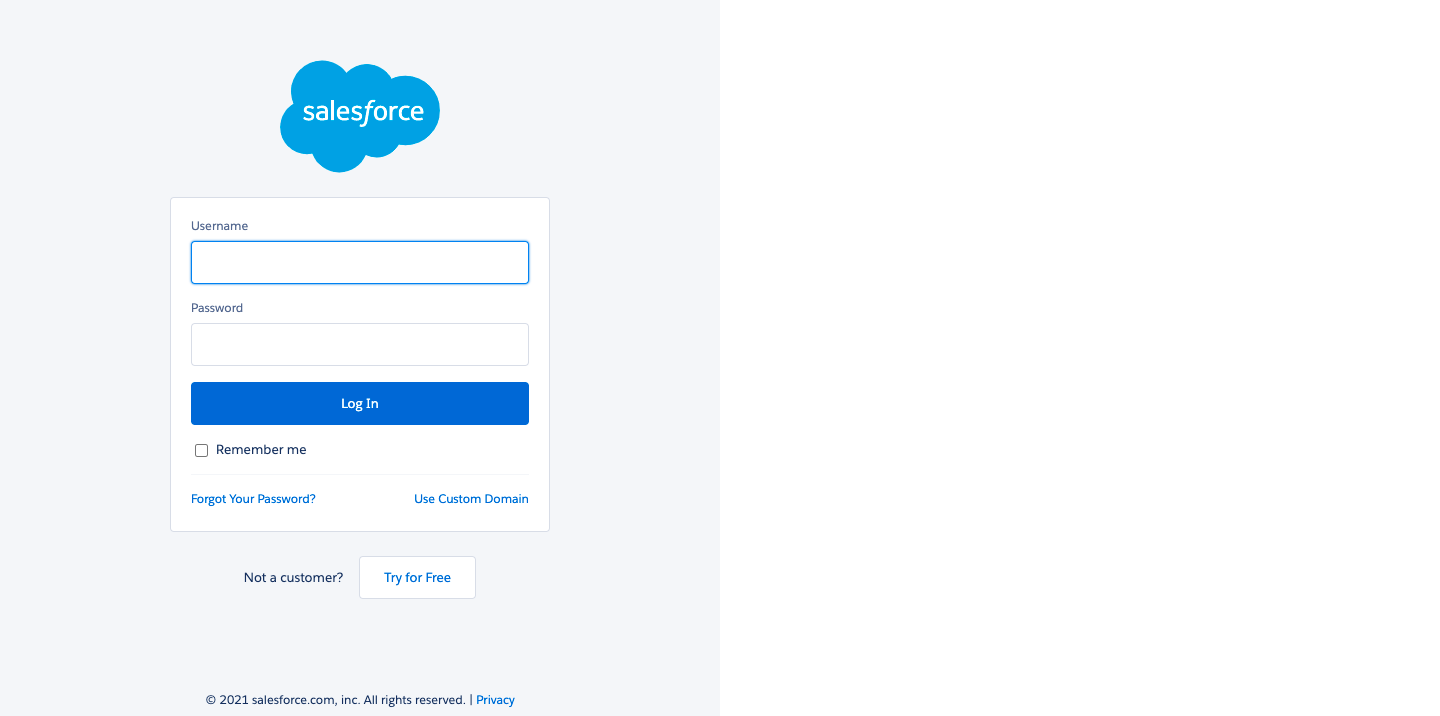 salesforce
Username
Password
Log In
Remember me
Forgot Your Password? Use Custom Domain
Not a customer? Try for Free
© 2021 salesforce.com, inc. All rights reserved. | Privacy